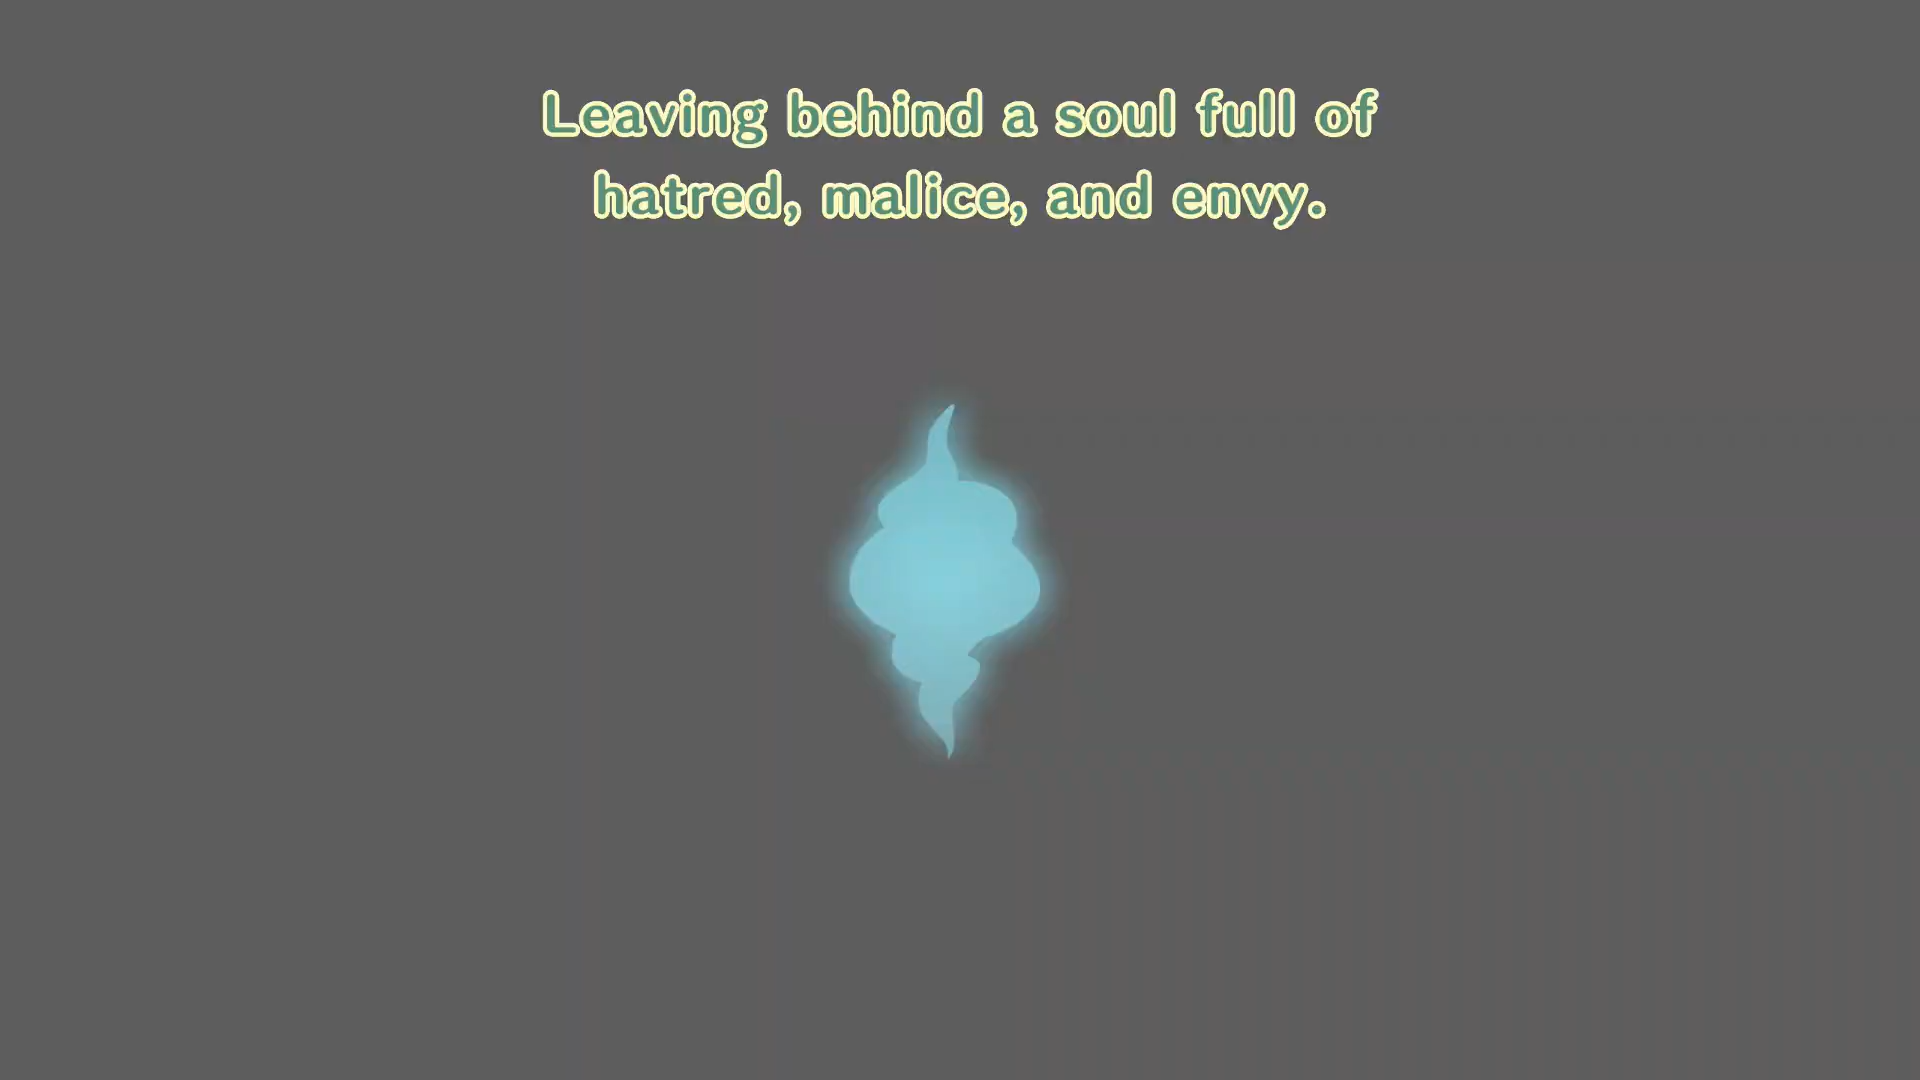 Leaving behind a soul full of
hatred, malice, and envy.